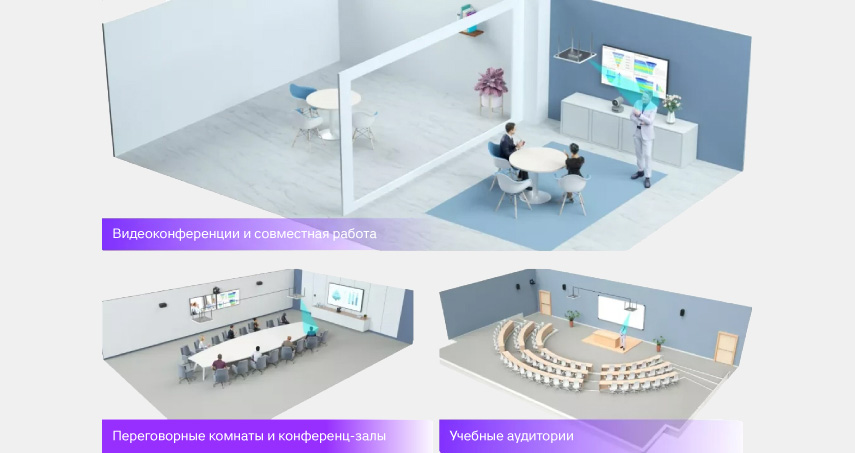 Видеоконференции и совместная работа
Переговорные комнаты и конференц-залы
Учебные аудитории